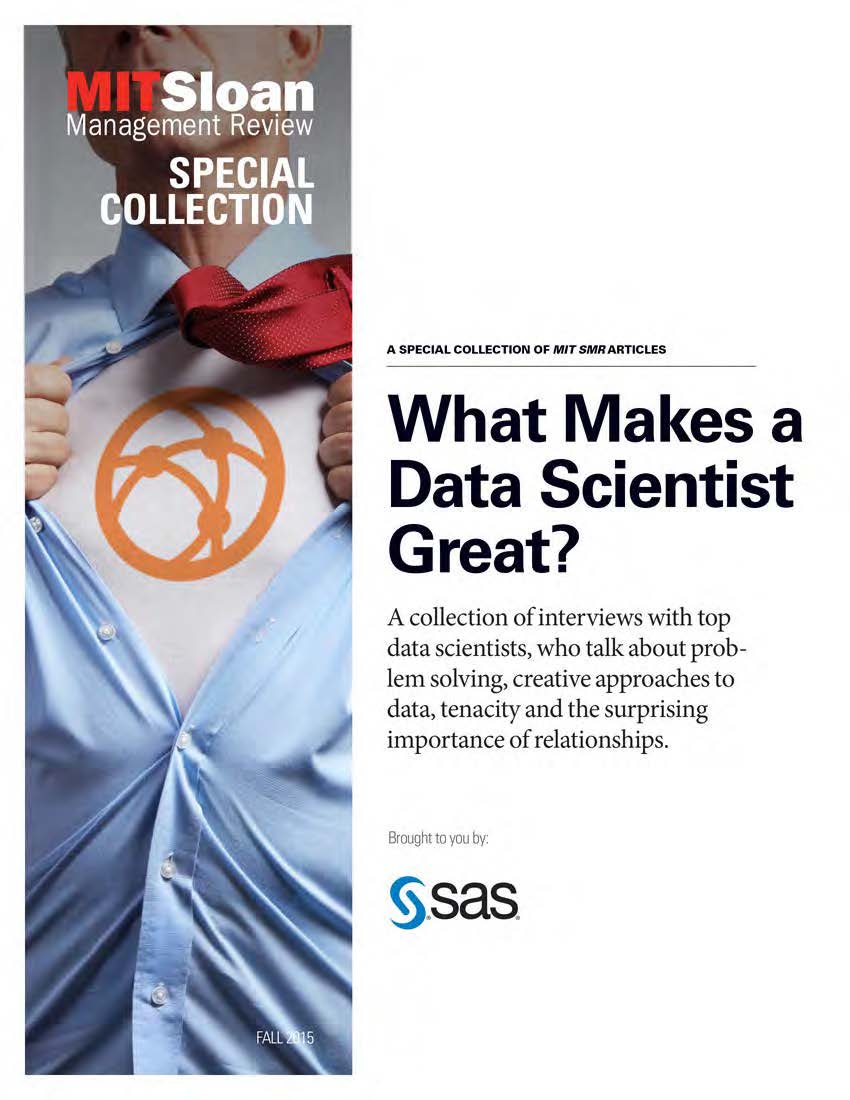 MITSloan
Management Review
SPECIAL
COLLECTION
A SPECIAL COLLECTION OF MIT SMR ARTICLES
What Makes a
Data Scientist
Great?
A collection of interviews with top
data scientists, who talk about prob-
lem solving, creative approaches to
data, tenacity and the surprising
importance of relationships.
Brought to you by:
sas
FALL 2015